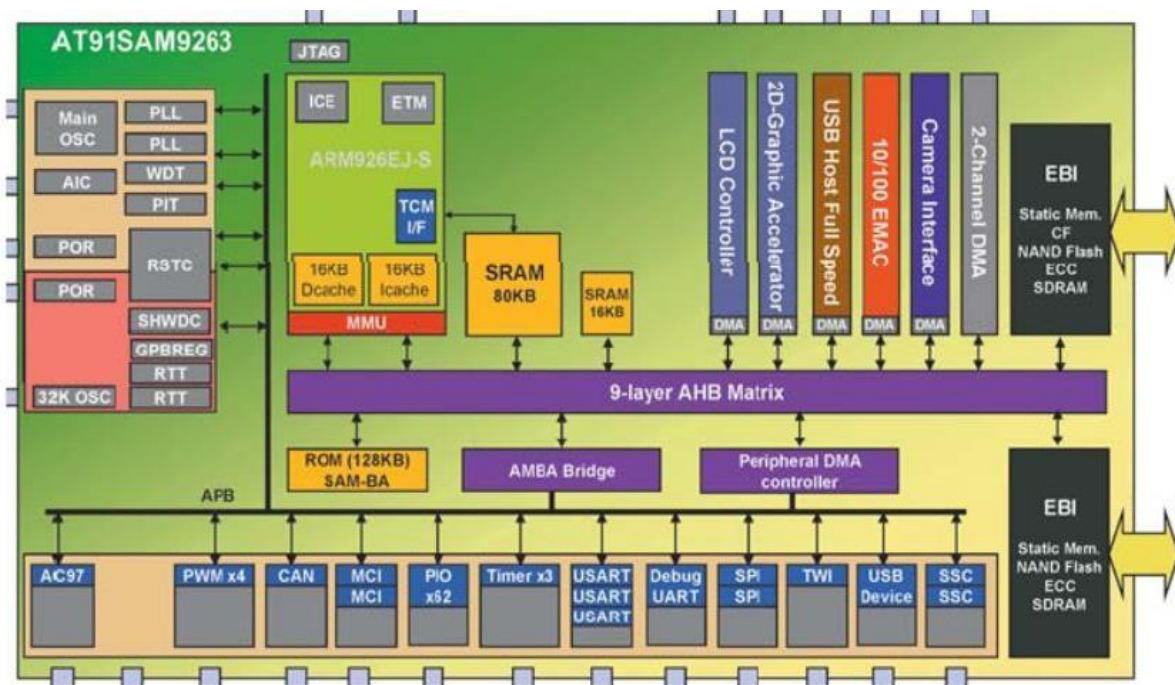 AT91SAM9263
JTAG
Main
OSC
PLL
PLL
AIC
WDT
PIT
POR
RSTC
POR
SHWDC
GPBREG
RTT
32K OSC
RTT
ICE
ETM
ARM926EJ-S
TCM
I/F
16KB
Dcache
16KB
Icache
MMU
SRAM
80KB
SRAM
16KB
LCD Controller
DMA
2D-Graphic Accelerator
DMA
USB Host Full Speed
DMA
10/100 EMAC
DMA
Camera Interface
DMA
2-Channel DMA
EBI
Static Mem.
CF
NAND Flash
ECC
SDRAM
9-layer AHB Matrix
ROM (128KB)
SAM-BA
AMBA Bridge
Peripheral DMA
controller
APB
EBI
Static Mem.
NAND Flash
ECC
SDRAM
AC97
PWM x4
CAN
MCI
MCI
PIO
x62
Timer x3
USART
USART
USART
Debug
UART
SPI
SPI
TWI
USB
Device
SSC
SSC